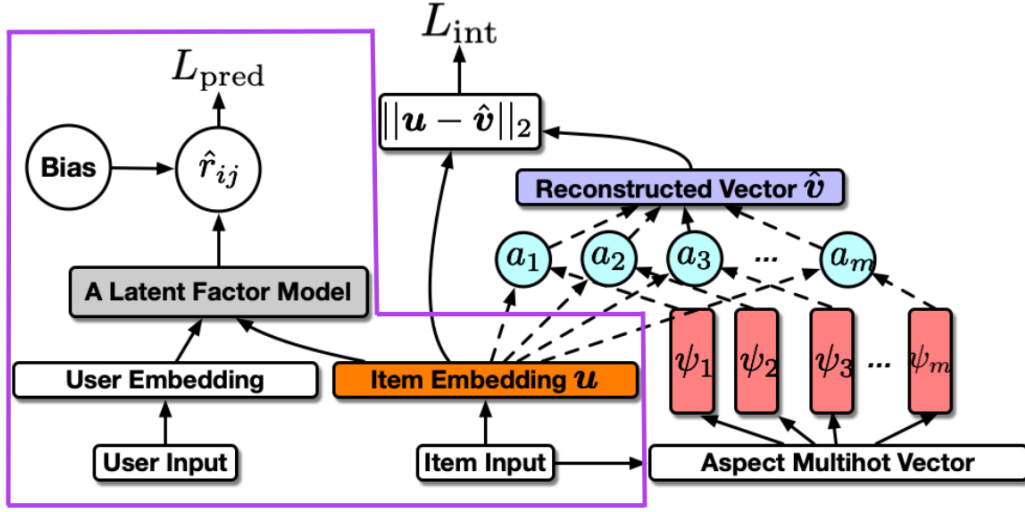 L_int
L_pred
||u − v̂||₂
Bias
r̂_ij
Reconstructed Vector v̂
a₁ a₂ a₃ ... a_m
A Latent Factor Model
ψ₁ ψ₂ ψ₃ ... ψ_m
User Embedding
Item Embedding u
User Input
Item Input
Aspect Multihot Vector